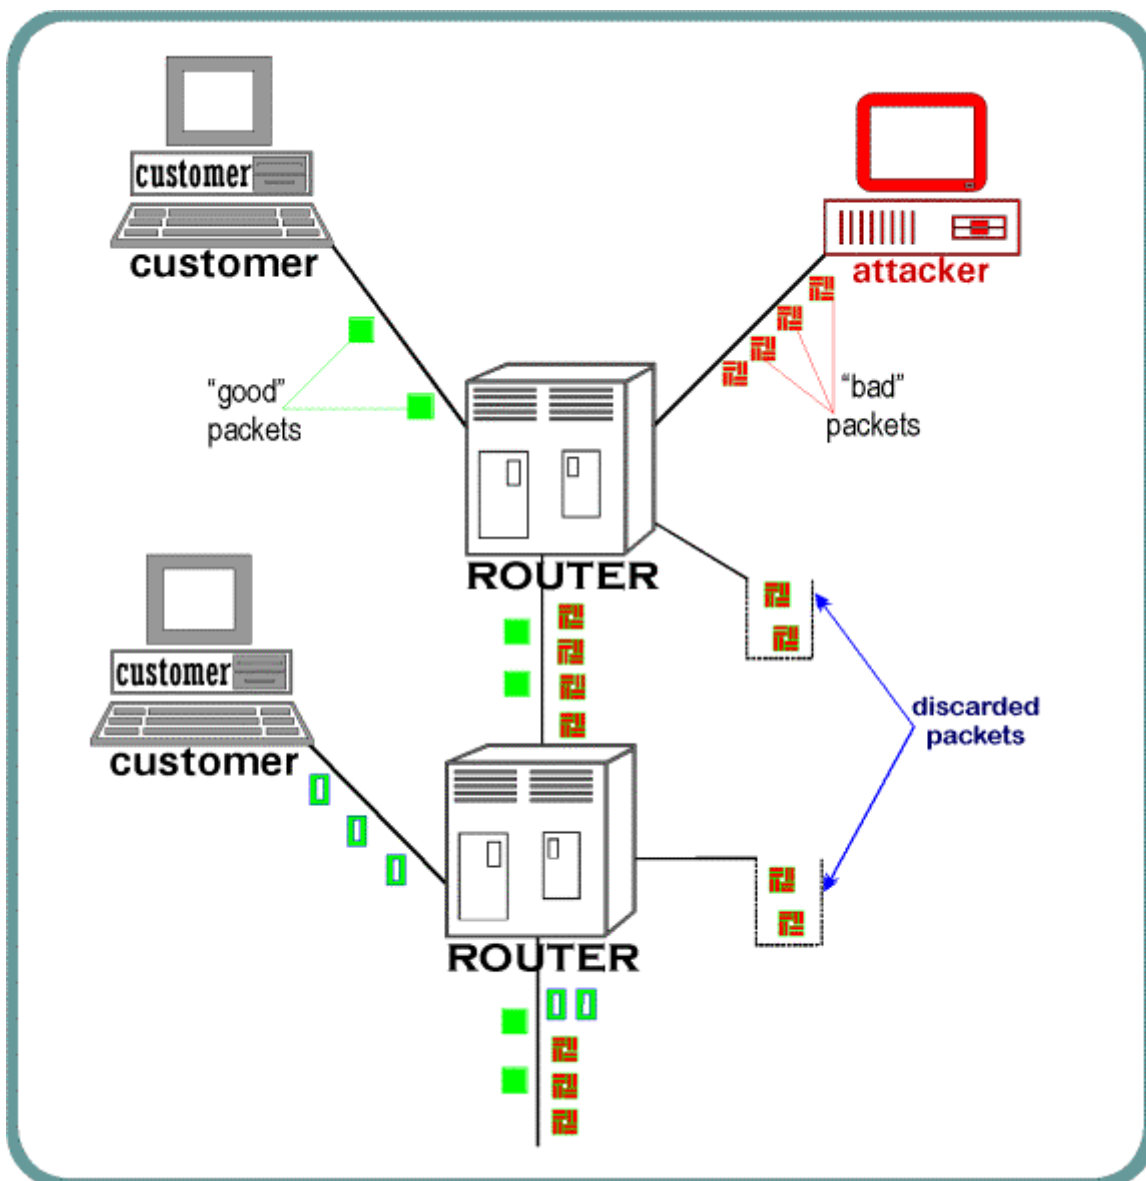 customer
customer
attacker
“good”
packets
“bad”
packets
ROUTER
customer
customer
discarded
packets
ROUTER